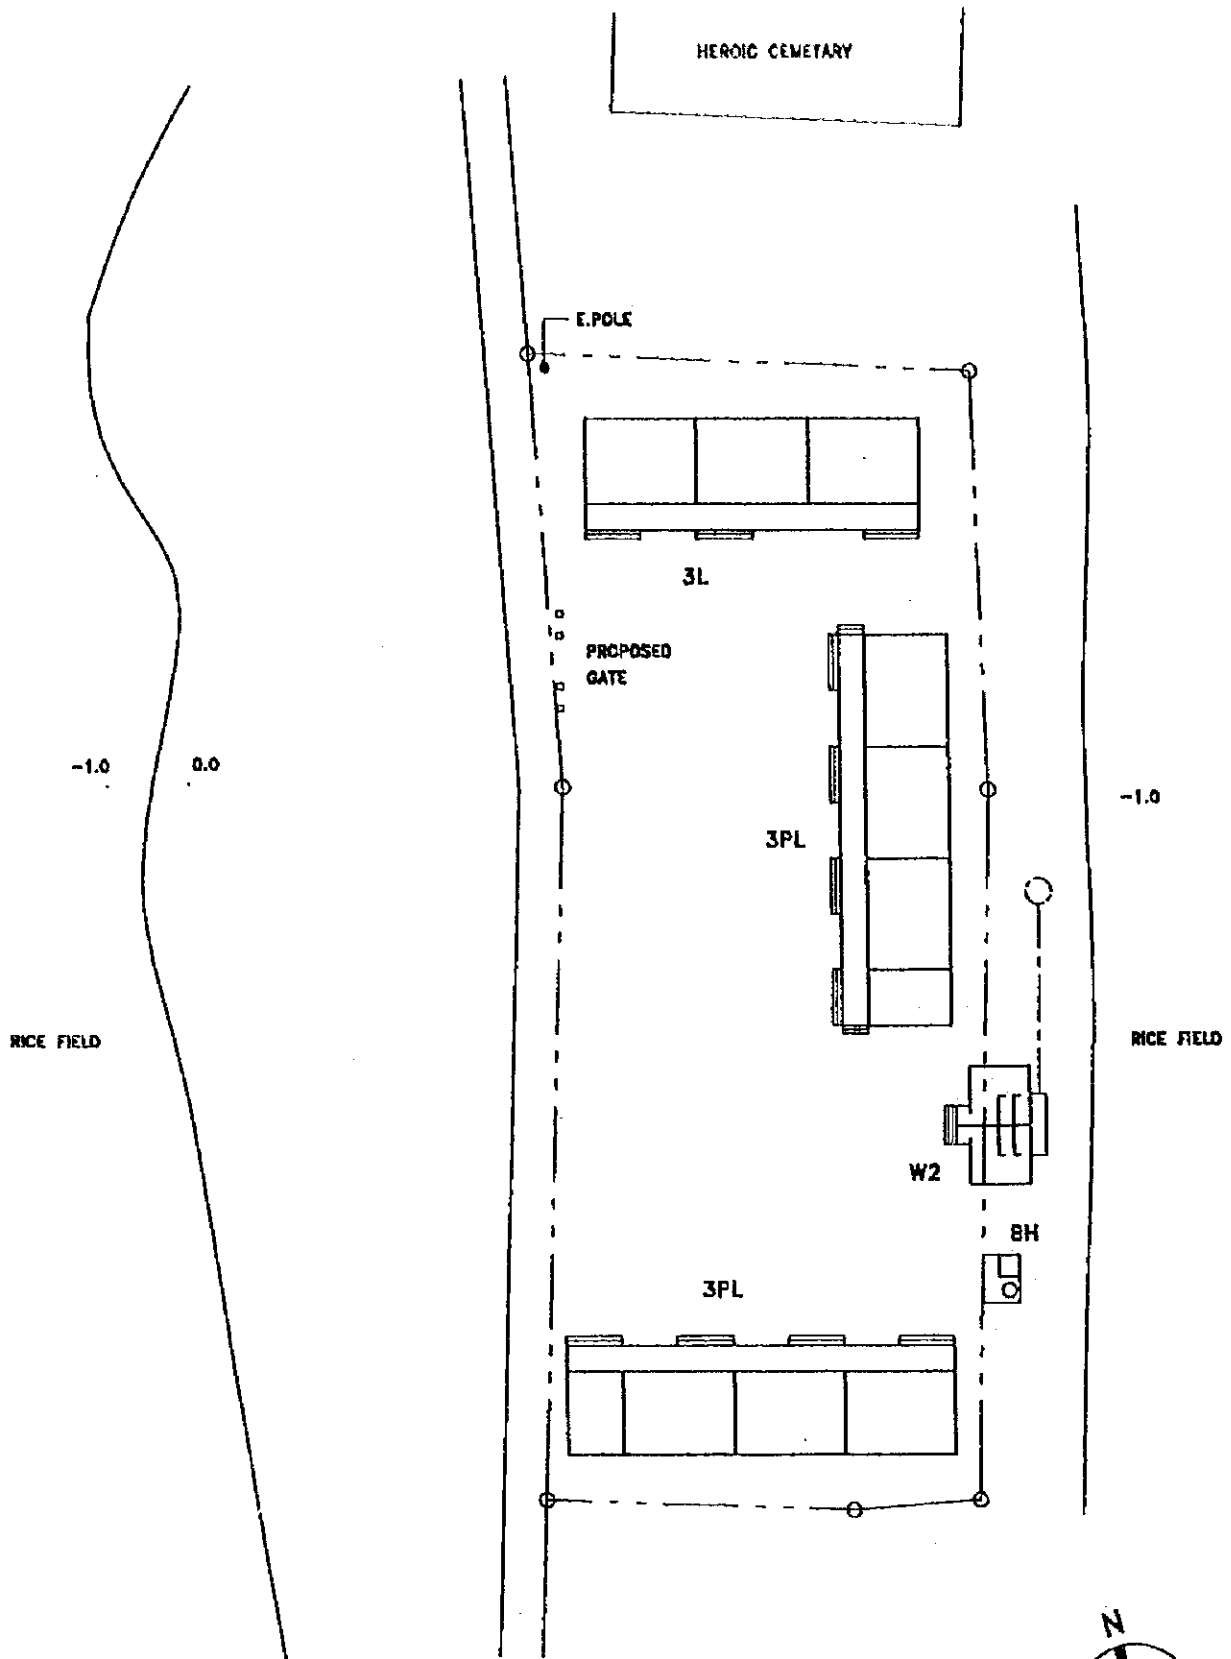 HEROIC CEMETARY
E.POLE
3L
PROPOSED
GATE
-1.0
0.0
3PL
-1.0
RICE FIELD
RICE FIELD
W2
BH
3PL
N